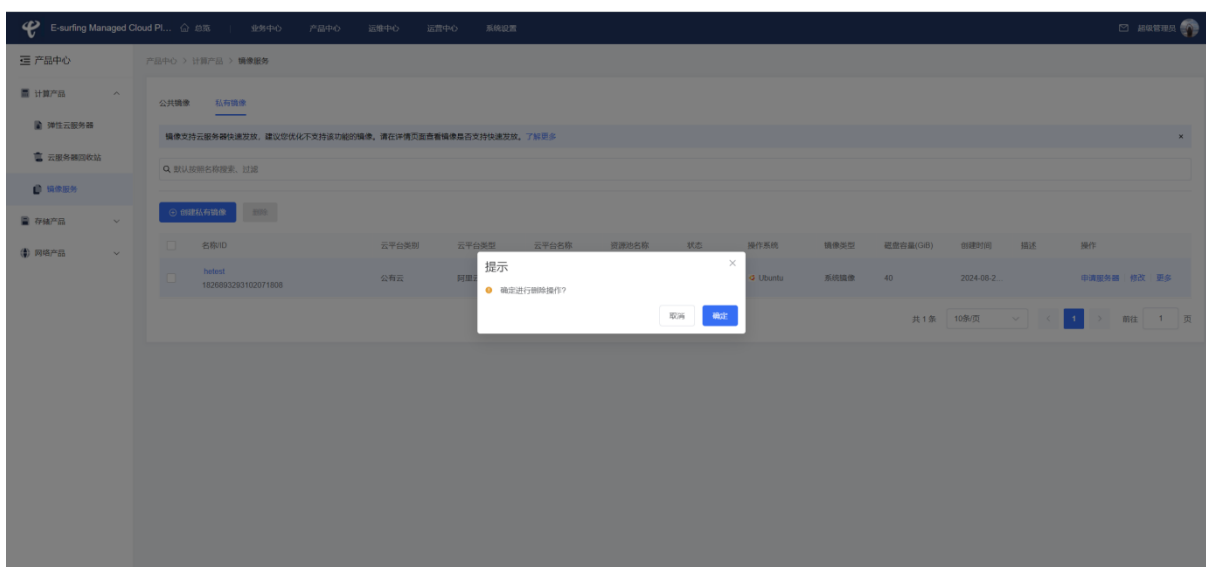 E-surfing Managed Cloud Pl... 总览 业务中心 产品中心 运维中心 运营中心 系统设置 超级管理员
产品中心
产品中心 > 计算产品 > 镜像服务
计算产品
公共镜像 私有镜像
弹性云服务器
镜像支持云服务器快速发放，建议您优化不支持该功能的镜像。请在详情页面查看镜像是否支持快速发放。了解更多
云服务器回收站
默认按照名称搜索、过滤
镜像服务
创建私有镜像 删除
存储产品
名称/ID 云平台类别 云平台类型 云平台名称 资源池名称 状态 操作系统 镜像类型 磁盘容量(GiB) 创建时间 描述 操作
网络产品
提示
hetest
1826893293102071808
公有云 阿里云 Ubuntu 系统镜像 40 2024-08-2... 申请服务器 修改 更多
确定进行删除操作?
取消 确定
共 1 条 10条/页 1 前往 1 页